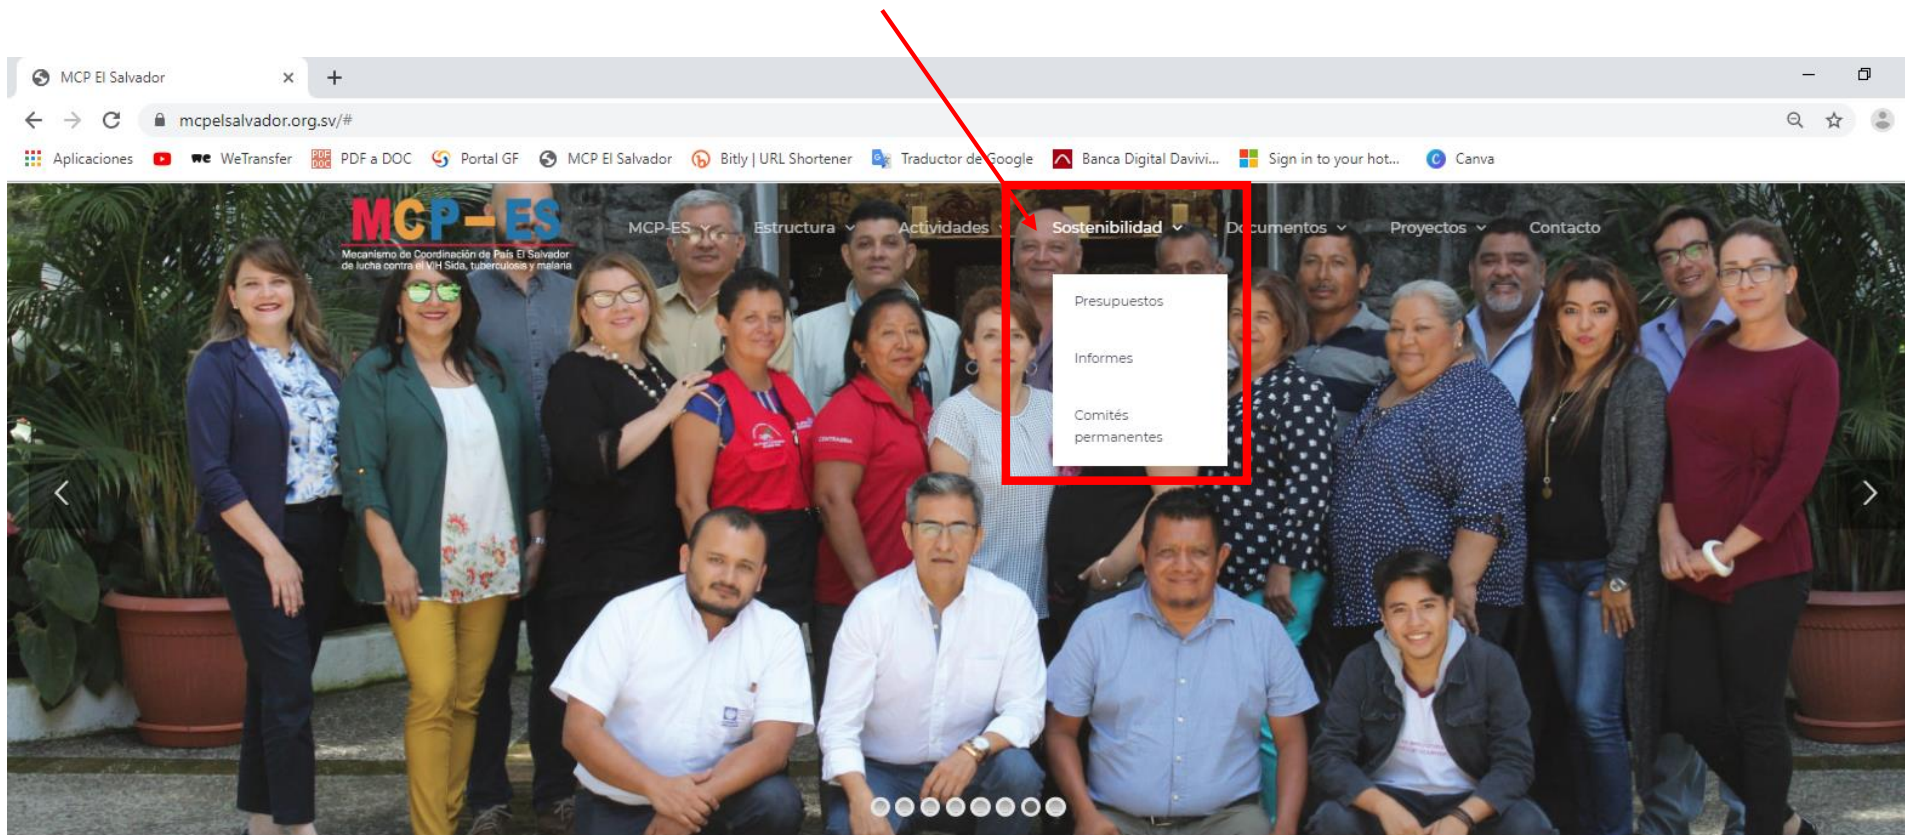 MCP El Salvador
mcpelsalvador.org.sv/#
Aplicaciones WeTransfer PDF a DOC Portal GF MCP El Salvador Bitly | URL Shortener Traductor de Google Banca Digital Davivi... Sign in to your hot... Canva
MCP-ES
Mecanismo de Coordinación de País El Salvador
de lucha contra el VIH Sida, tuberculosis y malaria
MCP-ES Estructura Actividades Sostenibilidad Documentos Proyectos Contacto
Presupuestos
Informes
Comités
permanentes